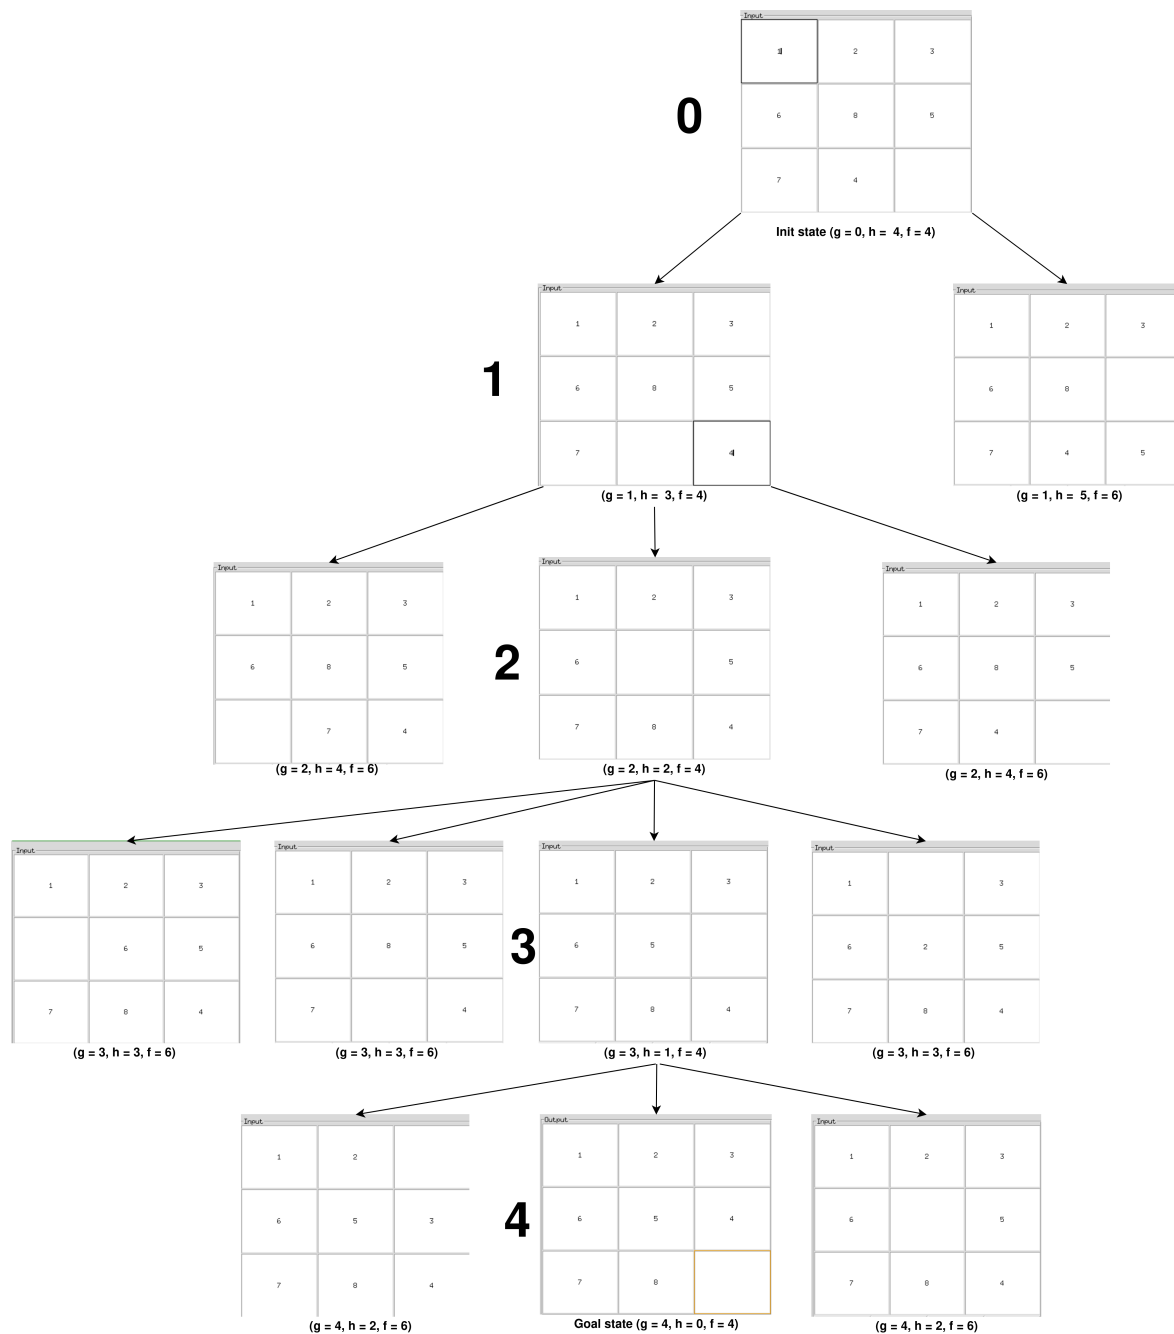 Input
1 2 3
0
6 8 5
7 4
Init state (g = 0, h = 4, f = 4)
Input
1 2 3
1
6 8 5
7 4
(g = 1, h = 3, f = 4)
Input
1 2 3
6 8
7 4 5
(g = 1, h = 5, f = 6)
Input
1 2 3
6 8 5
7 4
(g = 2, h = 4, f = 6)
2
Input
1 2 3
6 5
7 8 4
(g = 2, h = 2, f = 4)
Input
1 2 3
6 8 5
7 4
(g = 2, h = 4, f = 6)
Input
1 2 3
6 5
7 8 4
(g = 3, h = 3, f = 6)
Input
1 2 3
6 8 5
7 4
(g = 3, h = 3, f = 6)
3
Input
1 2 3
6 5
7 8 4
(g = 3, h = 1, f = 4)
Input
1 3
6 2 5
7 8 4
(g = 3, h = 3, f = 6)
Input
1 2
6 5 3
7 8 4
(g = 4, h = 2, f = 6)
4
Output
1 2 3
6 5 4
7 8
Goal state (g = 4, h = 0, f = 4)
Input
1 2 3
6 5
7 8 4
(g = 4, h = 2, f = 6)